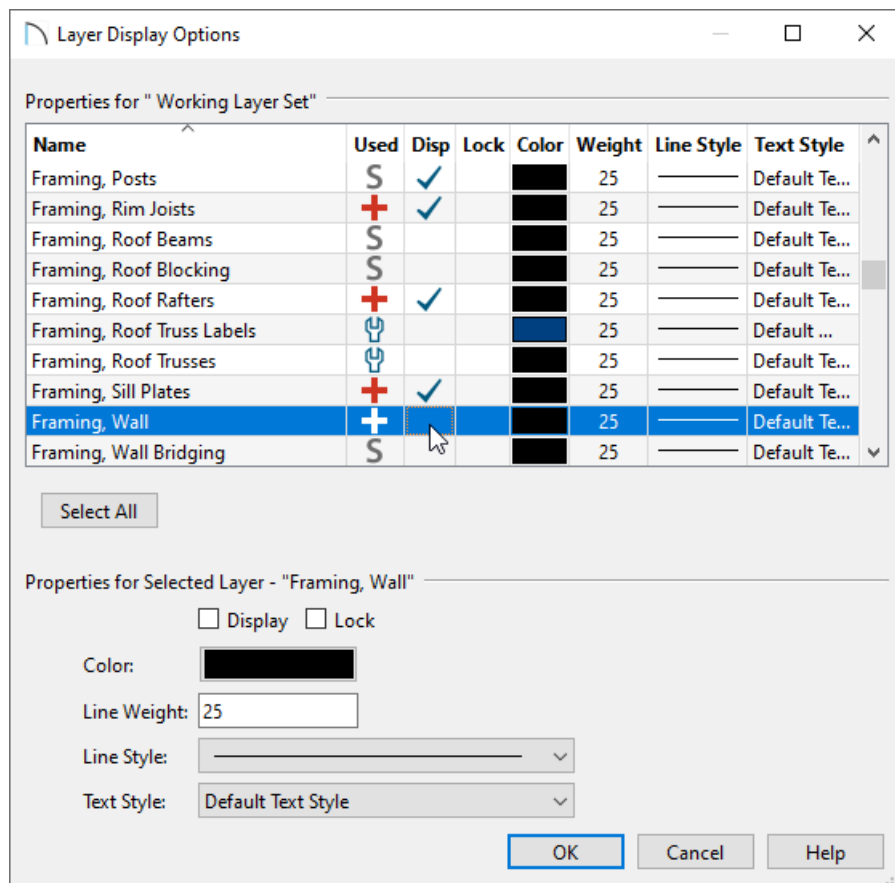 Layer Display Options
Properties for " Working Layer Set"
Name Used Disp Lock Color Weight Line Style Text Style
Framing, Posts S 25 Default Te...
Framing, Rim Joists 25 Default Te...
Framing, Roof Beams S 25 Default Te...
Framing, Roof Blocking S 25 Default Te...
Framing, Roof Rafters 25 Default Te...
Framing, Roof Truss Labels 25 Default ...
Framing, Roof Trusses 25 Default Te...
Framing, Sill Plates 25 Default Te...
Framing, Wall 25 Default Te...
Framing, Wall Bridging S 25 Default Te...
Select All
Properties for Selected Layer - "Framing, Wall"
Display Lock
Color:
Line Weight: 25
Line Style:
Text Style: Default Text Style
OK Cancel Help